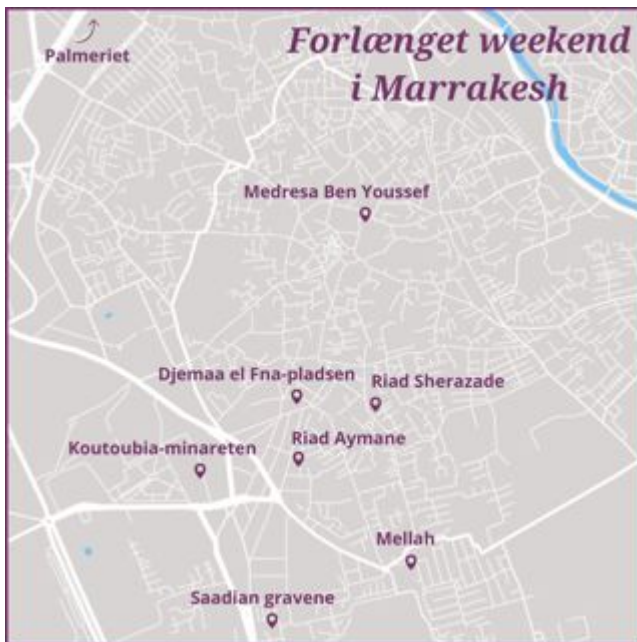 Forlænget weekend
i Marrakesh
Palmeriet
Medresa Ben Youssef
Djemaa el Fna-pladsen
Riad Sherazade
Koutoubia-minareten
Riad Aymane
Mellah
Saadian gravene